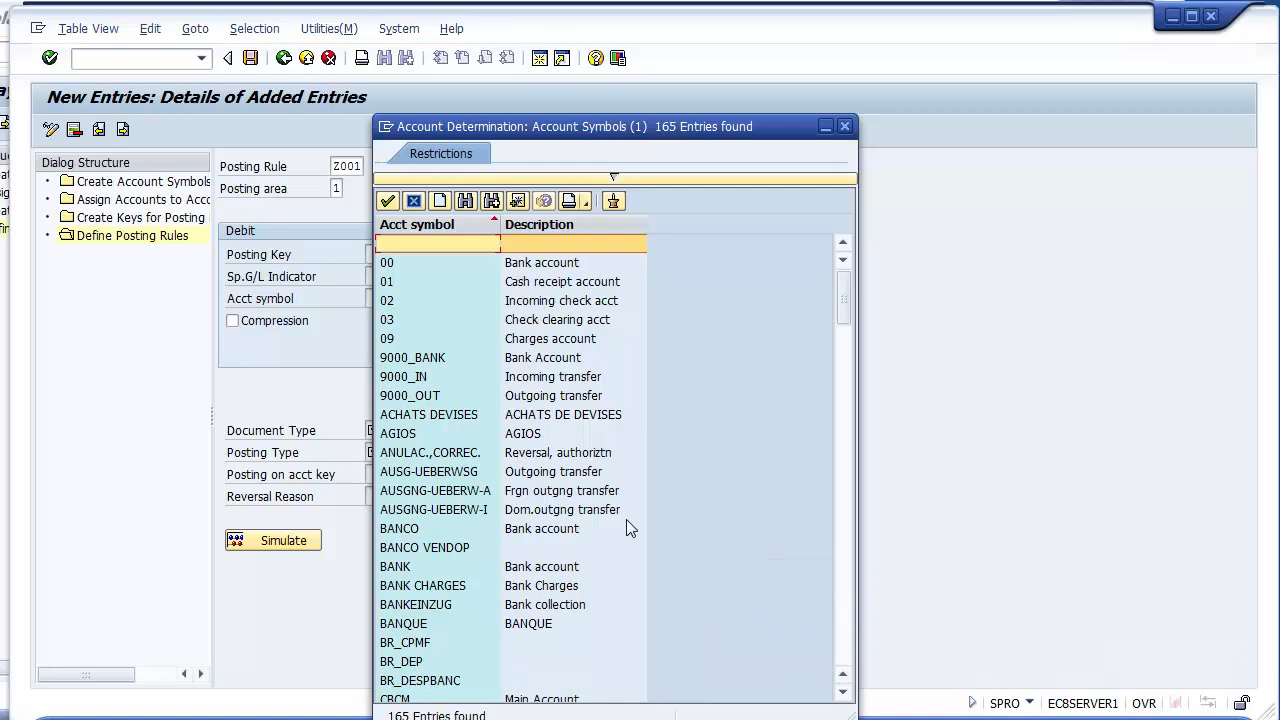 Table View Edit Goto Selection Utilities(M) System Help
New Entries: Details of Added Entries
Dialog Structure
Create Account Symbols
Assign Accounts to Acco
Create Keys for Posting
Define Posting Rules
Posting Rule Z001
Posting area 1
Debit
Posting Key
Sp.G/L Indicator
Acct symbol
Compression
Document Type
Posting Type
Posting on acct key
Reversal Reason
Simulate
Account Determination: Account Symbols (1) 165 Entries found
Restrictions
Acct symbol Description
00 Bank account
01 Cash receipt account
02 Incoming check acct
03 Check clearing acct
09 Charges account
9000_BANK Bank Account
9000_IN Incoming transfer
9000_OUT Outgoing transfer
ACHATS DEVISES ACHATS DE DEVISES
AGIOS AGIOS
ANULAC.,CORREC. Reversal, authoriztn
AUSG-UEBERWSG Outgoing transfer
AUSGNG-UEBERW-A Frgn outgng transfer
AUSGNG-UEBERW-I Dom.outgng transfer
BANCO Bank account
BANCO VENDOP
BANK Bank account
BANK CHARGES Bank Charges
BANKEINZUG Bank collection
BANQUE BANQUE
BR_CPMF
BR_DEP
BR_DESPBANC
CBCM Main Account
165 Entries found
SPRO EC8SERVER1 OVR